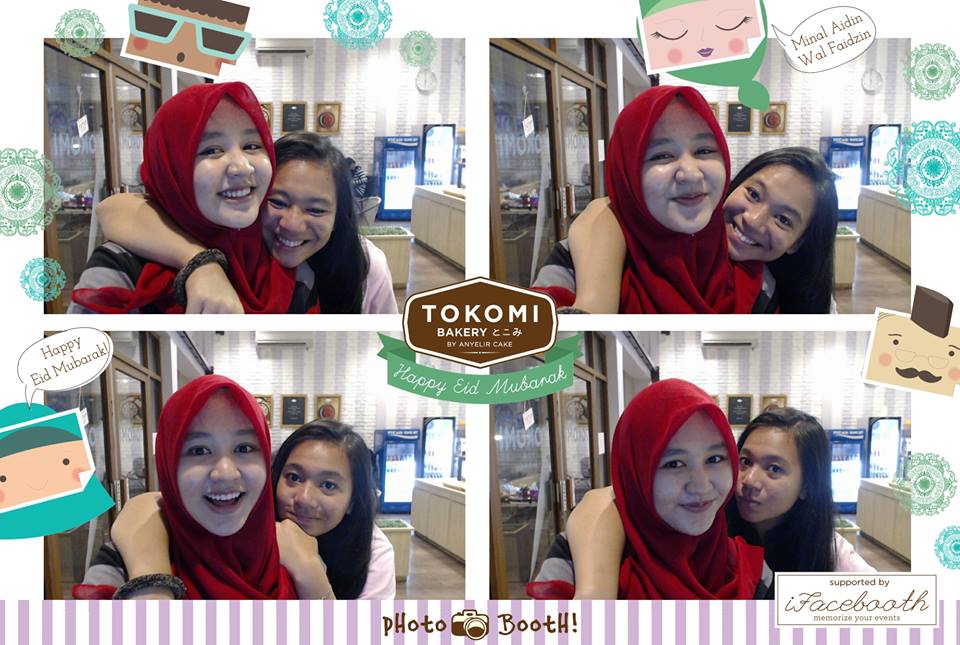 Minal Aidin
Wal Faidzin
TOKOMI
BAKERY とこみ
BY ANYELIR CAKE
Happy Eid Mubarak
Happy
Eid Mubarak!
supported by
iFacebooth
memorize your events
PHOTO BOOTH!